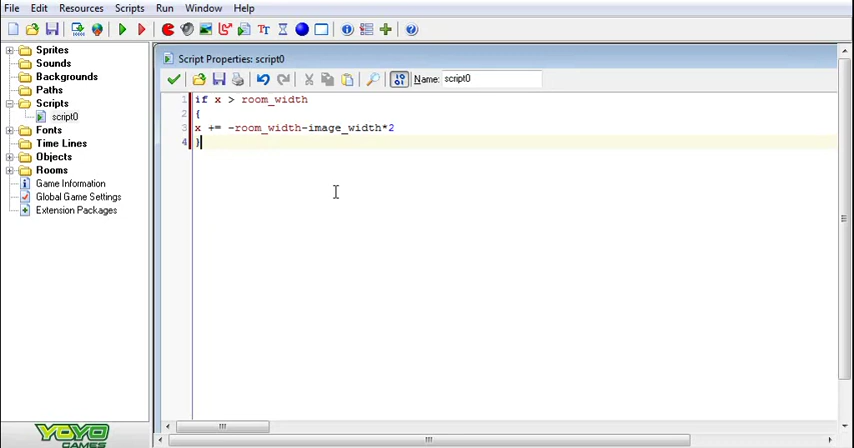 File Edit Resources Scripts Run Window Help
Sprites
Sounds
Backgrounds
Paths
Scripts
script0
Fonts
Time Lines
Objects
Rooms
Game Information
Global Game Settings
Extension Packages
YOYO
GAMES
Script Properties: script0
Name: script0
1 if x > room_width
2 {
3 x += -room_width-image_width*2
4 }